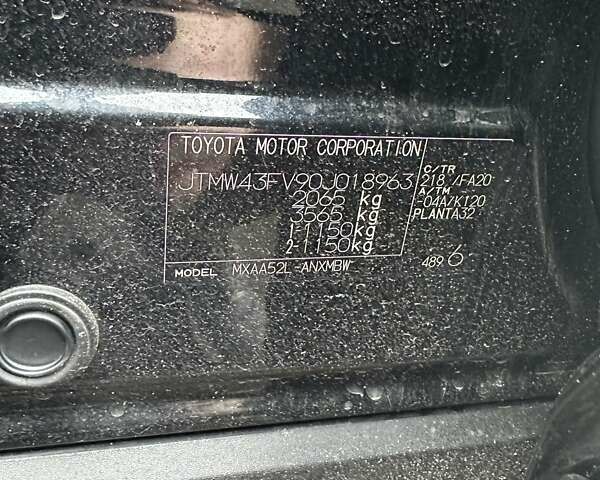 TOYOTA MOTOR CORPORATION
JTMW43FV90J018963
2065 kg
3565 kg
1-1150kg
2-1150kg
C/TR
218 /FA20
A/TM
-04A/K120
PLANTA32
489 6
MODEL MXAA52L-ANXMBW